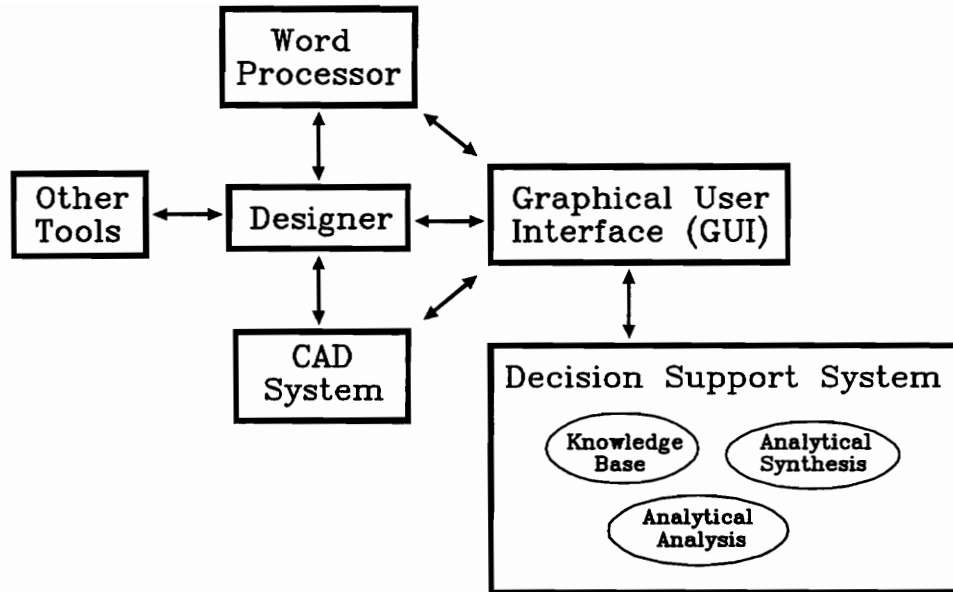 Word
Processor
Other
Tools
Designer
Graphical User
Interface (GUI)
CAD
System
Decision Support System
Knowledge
Base
Analytical
Synthesis
Analytical
Analysis